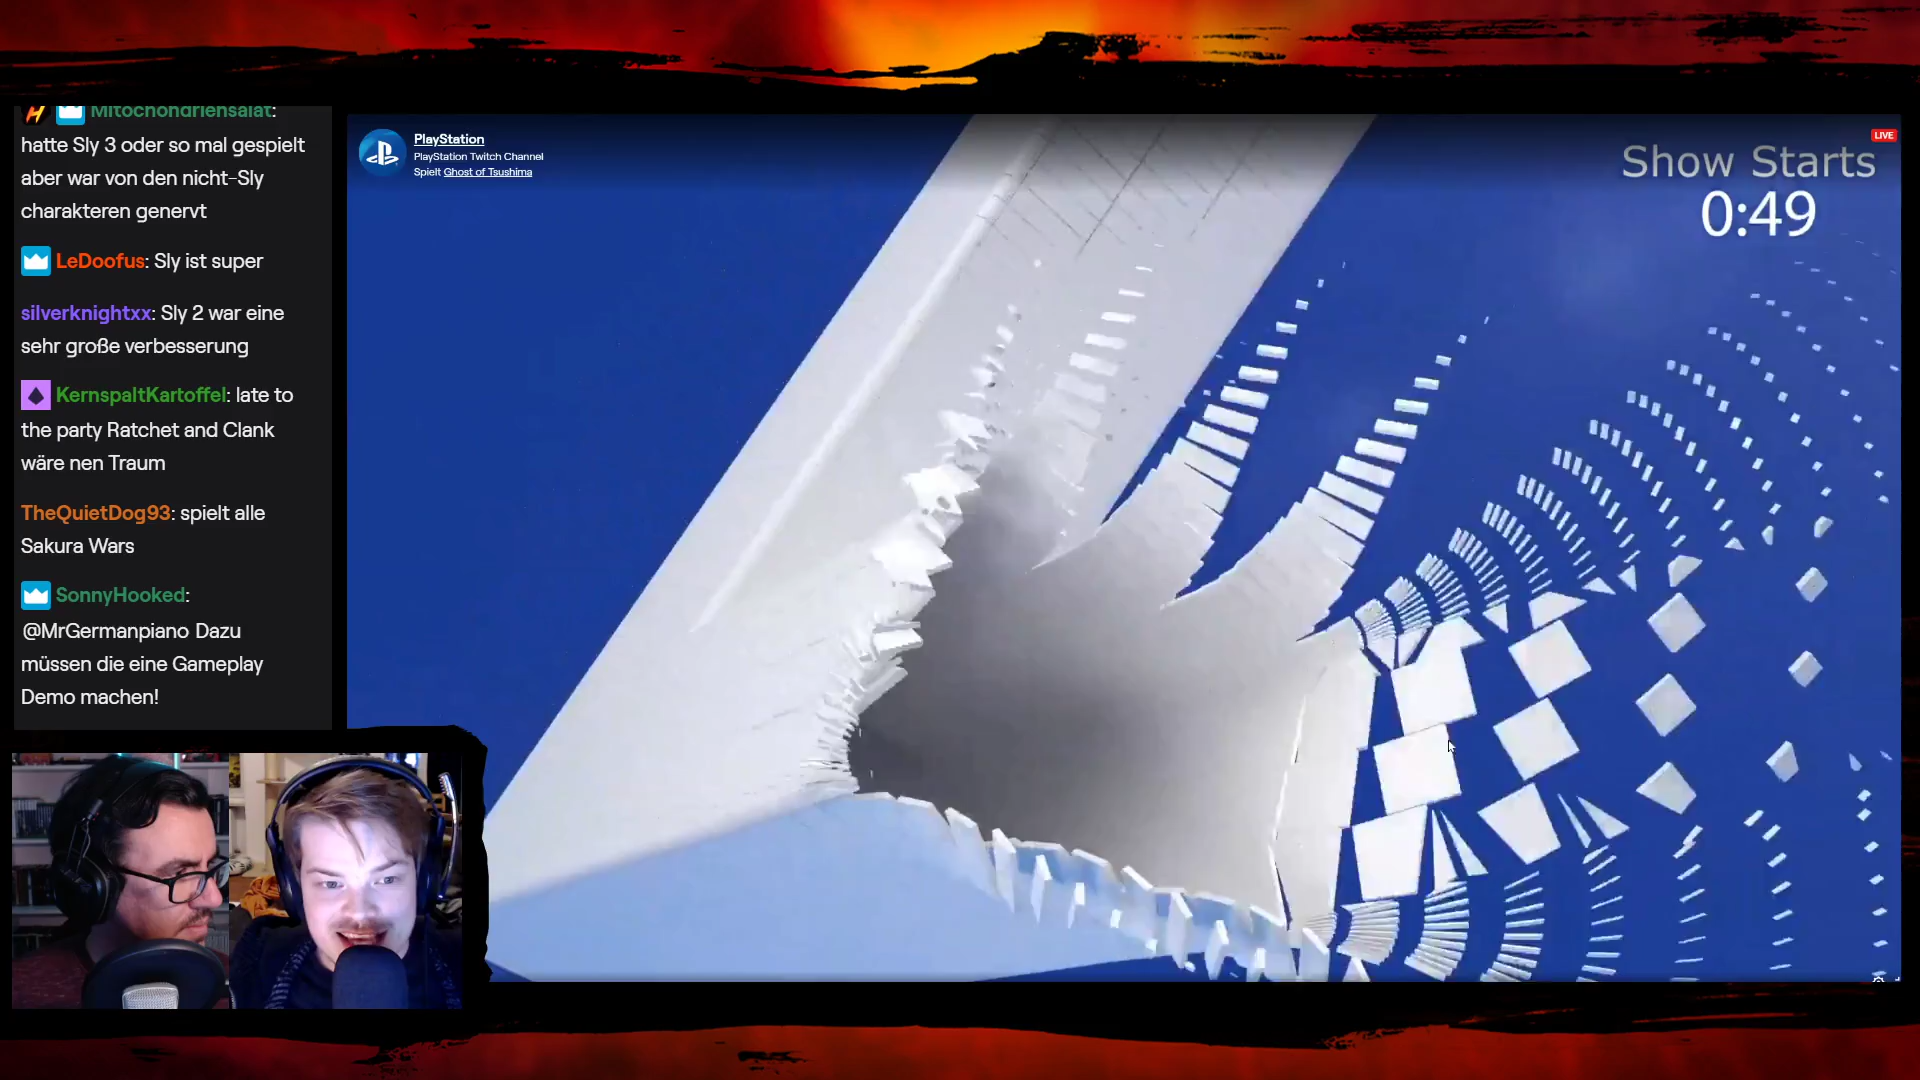 Mitochondriensalat:
hatte Sly 3 oder so mal gespielt
aber war von den nicht-Sly
charakteren genervt
LeDoofus: Sly ist super
silverknightxx: Sly 2 war eine
sehr große verbesserung
KernspaltKartoffel: late to
the party Ratchet and Clank
wäre nen Traum
TheQuietDog93: spielt alle
Sakura Wars
SonnyHooked:
@MrGermanpiano Dazu
müssen die eine Gameplay
Demo machen!
PlayStation
PlayStation Twitch Channel
Spielt Ghost of Tsushima
LIVE
Show Starts
0:49